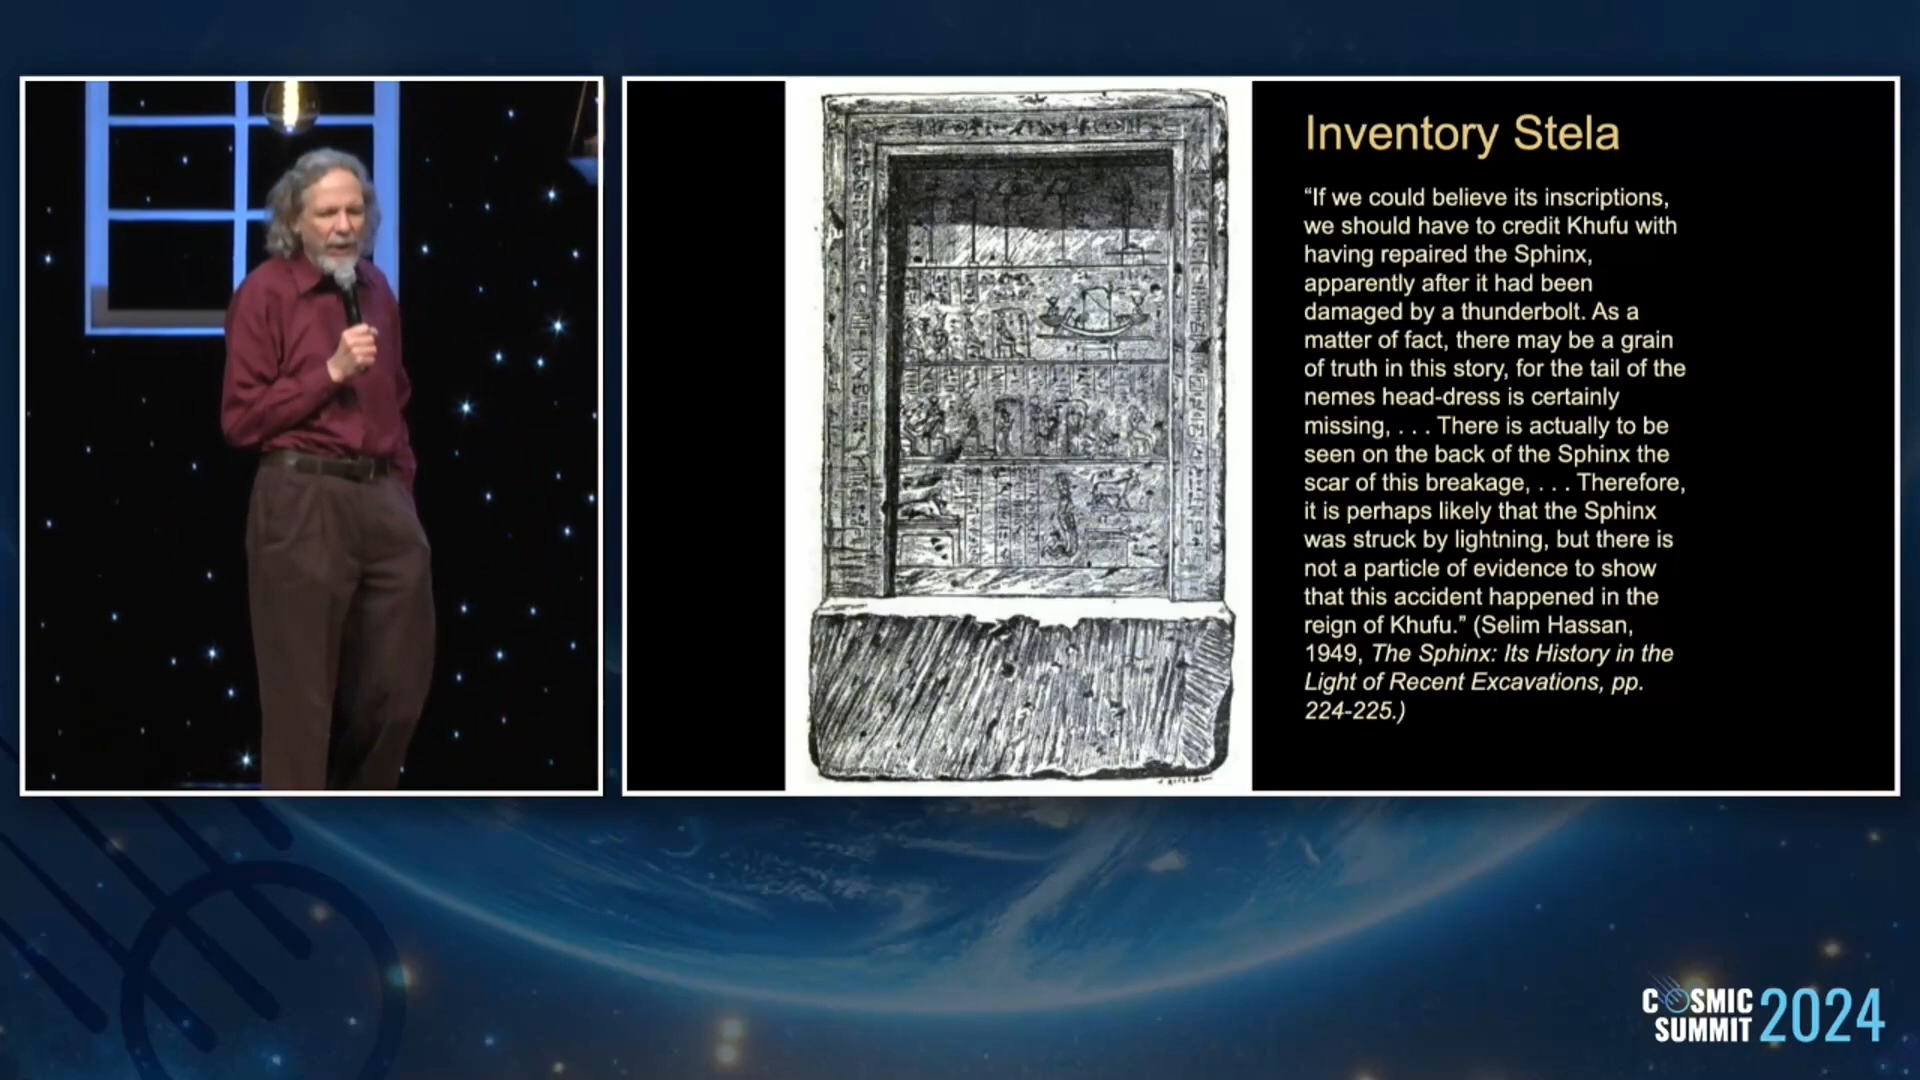 Inventory Stela
“If we could believe its inscriptions,
we should have to credit Khufu with
having repaired the Sphinx,
apparently after it had been
damaged by a thunderbolt. As a
matter of fact, there may be a grain
of truth in this story, for the tail of the
nemes head-dress is certainly
missing, . . . There is actually to be
seen on the back of the Sphinx the
scar of this breakage, . . . Therefore,
it is perhaps likely that the Sphinx
was struck by lightning, but there is
not a particle of evidence to show
that this accident happened in the
reign of Khufu.” (Selim Hassan,
1949, The Sphinx: Its History in the
Light of Recent Excavations, pp.
224-225.)
COSMIC
SUMMIT 2024